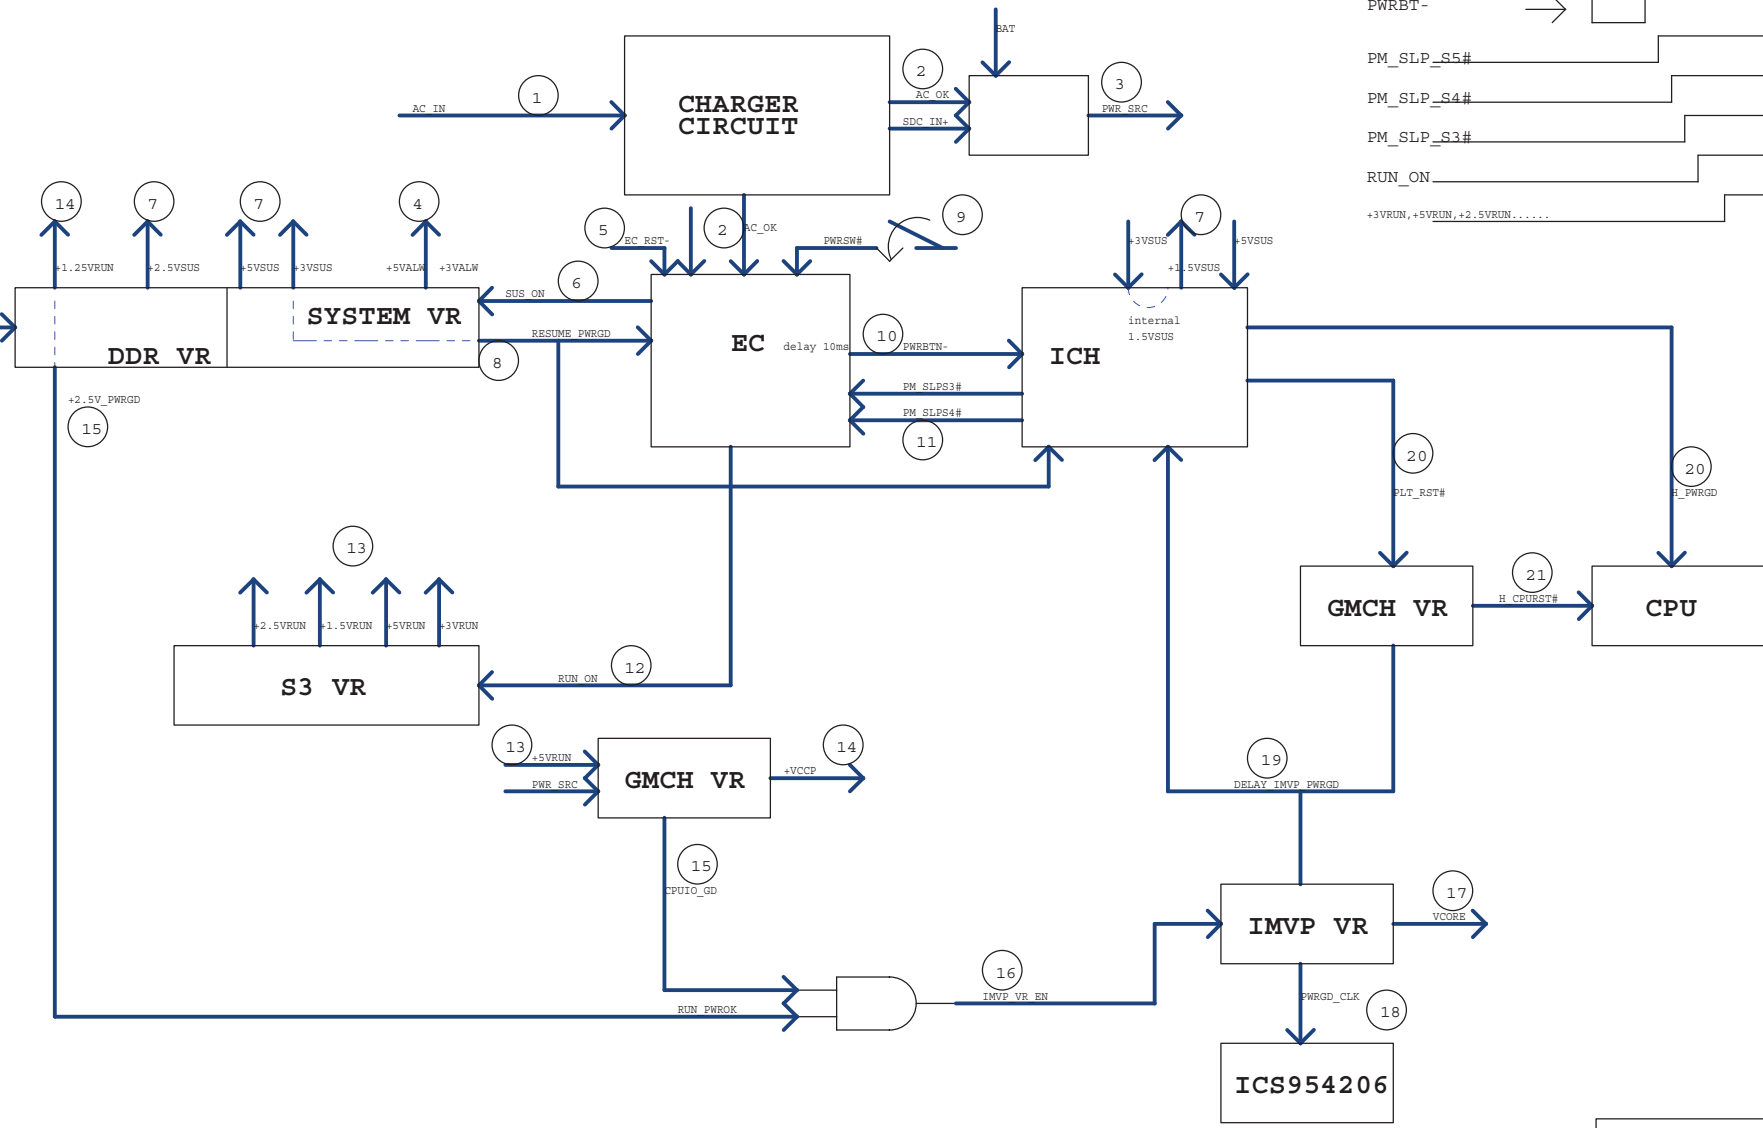 PWRBT-
BAT
PM_SLP_S5#
2
3
1
AC_IN
CHARGER
CIRCUIT
AC_OK
PWR_SRC
SDC_IN+
PM_SLP_S4#
PM_SLP_S3#
RUN_ON
+3VRUN,+5VRUN,+2.5VRUN......
14
7
7
4
5
2
AC_OK
9
7
EC_RST-
PWRSW#
+3VSUS
+5VSUS
+1.25VRUN
+2.5VSUS
+5VSUS
+3VSUS
+5VALW
+3VALW
+1.5VSUS
6
SUS_ON
SYSTEM VR
DDR VR
RESUME_PWRGD
8
EC
delay 10ms
10
PWRBTN-
internal
1.5VSUS
ICH
PM_SLPS3#
PM_SLPS4#
11
+2.5V_PWRGD
15
20
PLT_RST#
20
H_PWRGD
13
+2.5VRUN
+1.5VRUN
+5VRUN
+3VRUN
S3 VR
RUN_ON
12
GMCH VR
21
H_CPURST#
CPU
13
+5VRUN
PWR_SRC
GMCH VR
+VCCP
14
19
DELAY_IMVP_PWRGD
15
CPUIO_GD
IMVP VR
17
VCORE
16
IMVP_VR_EN
RUN_PWROK
PWRGD_CLK
18
ICS954206